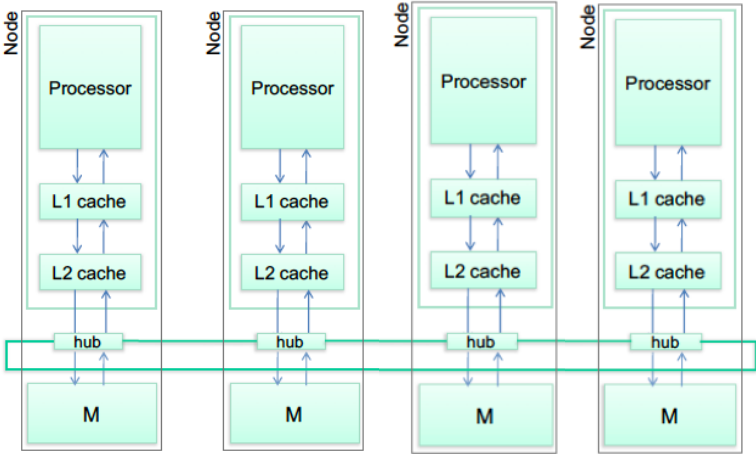 Node
Processor
L1 cache
L2 cache
hub
M
Node
Processor
L1 cache
L2 cache
hub
M
Node
Processor
L1 cache
L2 cache
hub
M
Node
Processor
L1 cache
L2 cache
hub
M